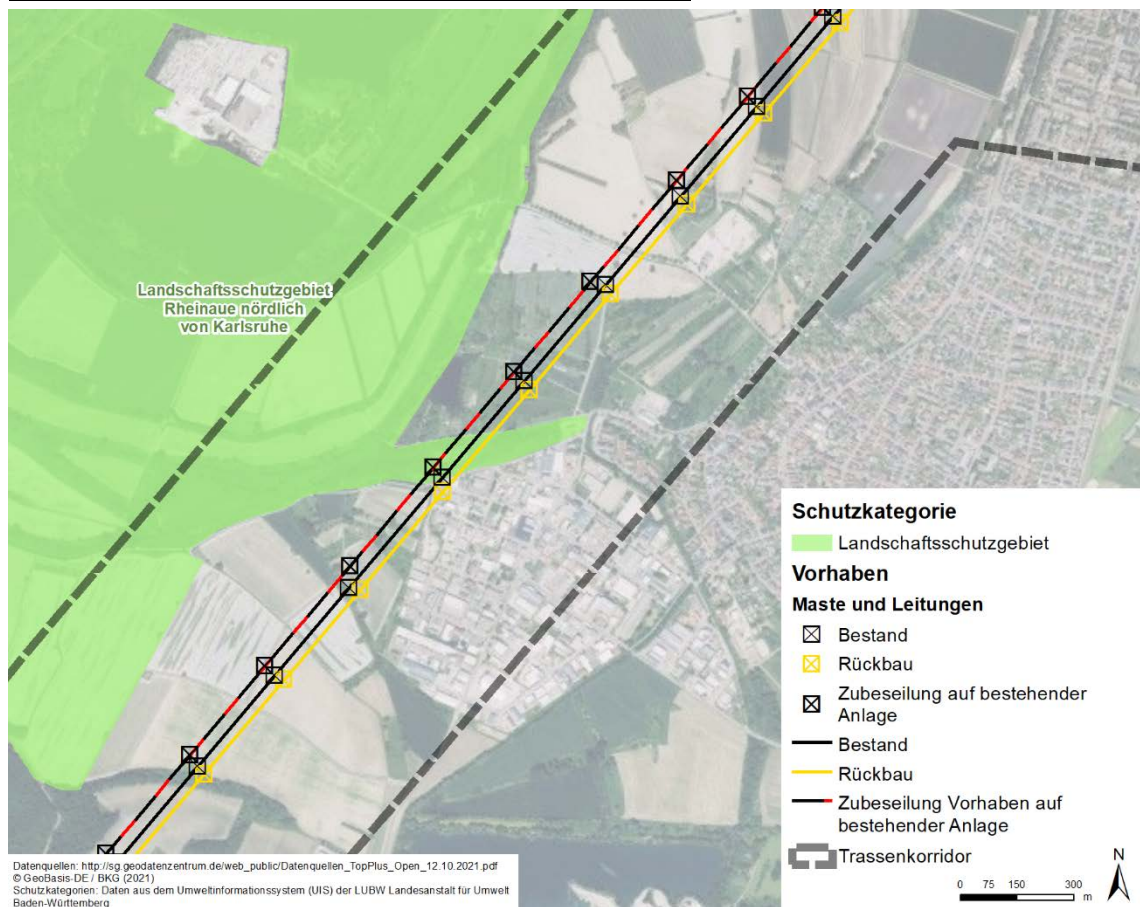 Landschaftsschutzgebiet
Rheinaue nördlich
von Karlsruhe
Schutzkategorie
Landschaftsschutzgebiet
Vorhaben
Maste und Leitungen
Bestand
Rückbau
Zubeseilung auf bestehender
Anlage
Bestand
Rückbau
Zubeseilung Vorhaben auf
bestehender Anlage
Trassenkorridor
N
0 75 150 300
m
Datenquellen: http://sg.geodatenzentrum.de/web_public/Datenquellen_TopPlus_Open_12.10.2021.pdf
© GeoBasis-DE / BKG (2021)
Schutzkategorien: Daten aus dem Umweltinformationssystem (UIS) der LUBW Landesanstalt für Umwelt
Baden-Württemberg